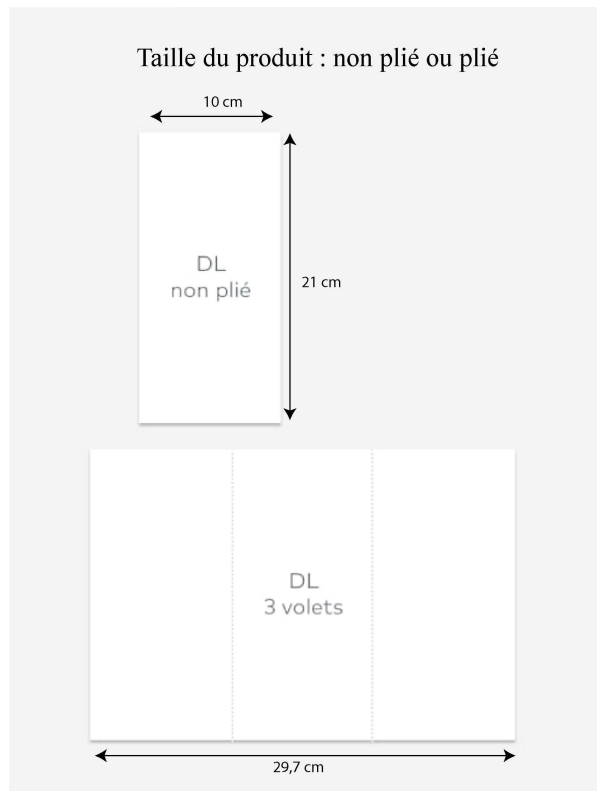 Taille du produit : non plié ou plié
10 cm
DL
non plié
21 cm
DL
3 volets
29,7 cm